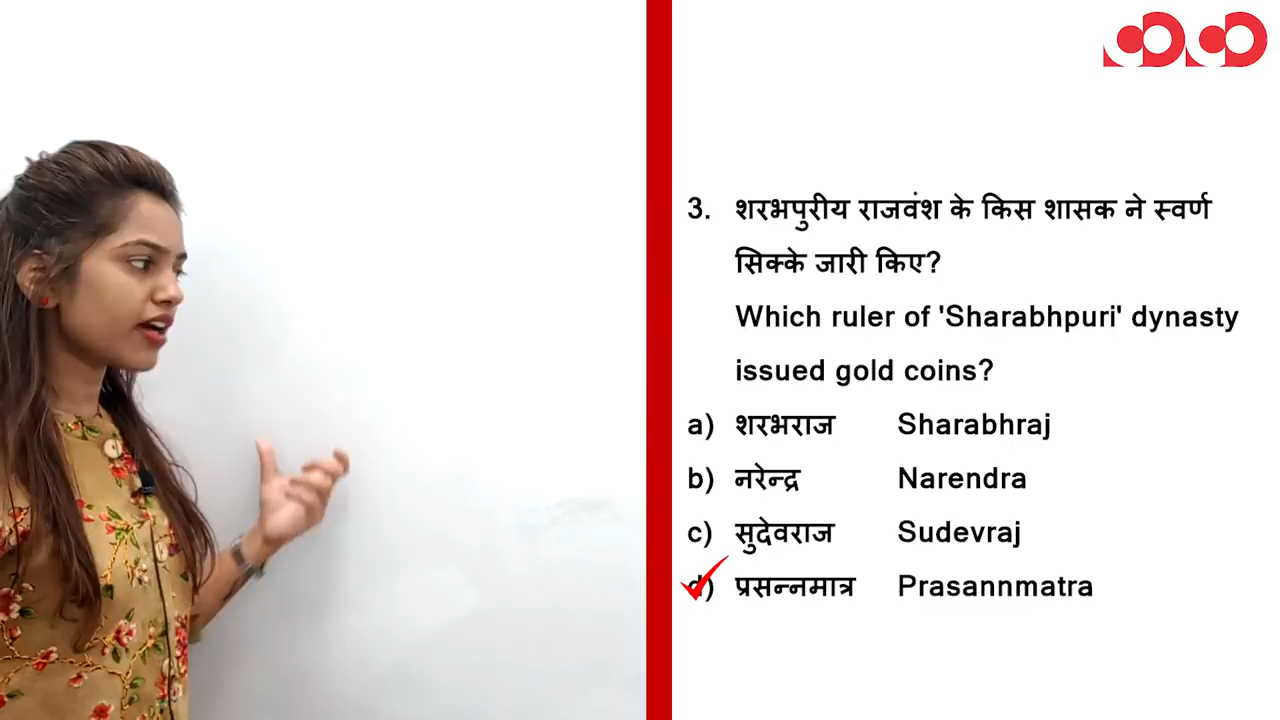 3. शरभपुरीय राजवंश के किस शासक ने स्वर्ण
सिक्के जारी किए?
Which ruler of 'Sharabhpuri' dynasty
issued gold coins?
a) शरभराज Sharabhraj
b) नरेन्द्र Narendra
c) सुदेवराज Sudevraj
d) प्रसन्नमात्र Prasannmatra